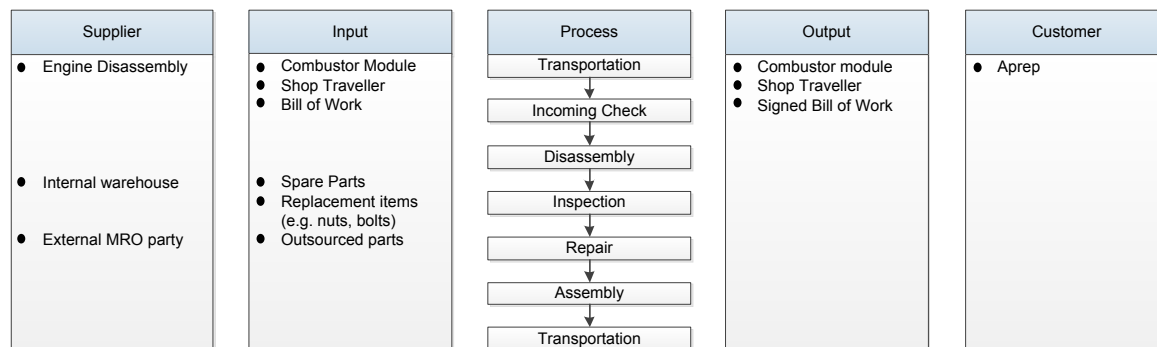 Supplier
Engine Disassembly
Internal warehouse
External MRO party
Input
Combustor Module
Shop Traveller
Bill of Work
Spare Parts
Replacement items
(e.g. nuts, bolts)
Outsourced parts
Process
Transportation
Incoming Check
Disassembly
Inspection
Repair
Assembly
Transportation
Output
Combustor module
Shop Traveller
Signed Bill of Work
Customer
Aprep